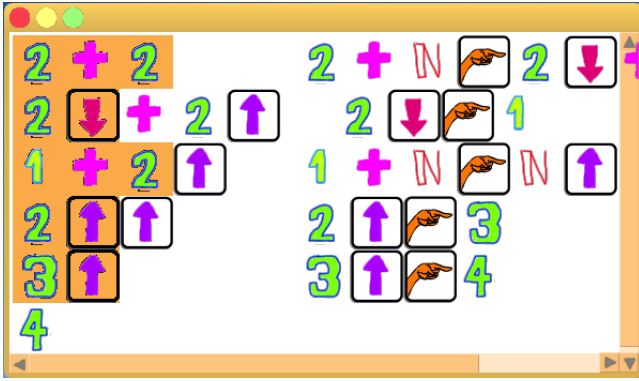 2 + 2
2 ⬇ + 2 ⬆
1 + 2 ⬆
2 ⬆ ⬆
3 ⬆
4
2 + N ☞ 2 ⬇ +
2 ⬇ ☞ 1
1 + N ☞ N ⬆
2 ⬆ ☞ 3
3 ⬆ ☞ 4